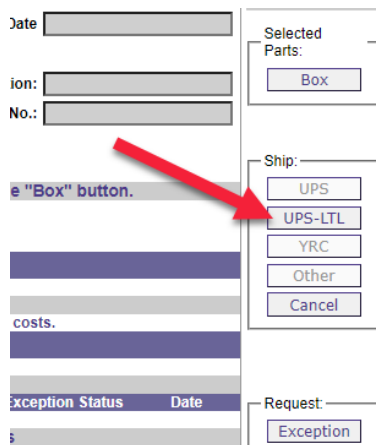 Date
Selected
Parts:
Box
ion:
No.:
Ship:
e "Box" button.
UPS
UPS-LTL
YRC
Other
costs.
Cancel
Exception Status Date
Request:
Exception
s